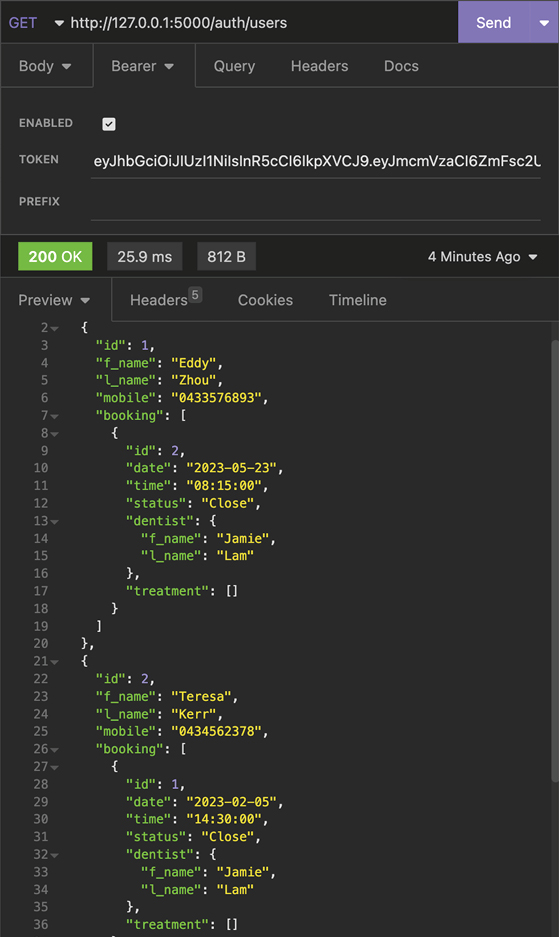 GET http://127.0.0.1:5000/auth/users Send
Body Bearer Query Headers Docs
ENABLED
TOKEN eyJhbGciOiJIUzI1NiIsInR5cCI6IkpXVCJ9.eyJmcmVzaCI6ZmFsc2U
PREFIX
200 OK 25.9 ms 812 B 4 Minutes Ago
Preview Headers 5 Cookies Timeline
2 {
3 "id": 1,
4 "f_name": "Eddy",
5 "l_name": "Zhou",
6 "mobile": "0433576893",
7 "booking": [
8 {
9 "id": 2,
10 "date": "2023-05-23",
11 "time": "08:15:00",
12 "status": "Close",
13 "dentist": {
14 "f_name": "Jamie",
15 "l_name": "Lam"
16 },
17 "treatment": []
18 }
19 ]
20 },
21 {
22 "id": 2,
23 "f_name": "Teresa",
24 "l_name": "Kerr",
25 "mobile": "0434562378",
26 "booking": [
27 {
28 "id": 1,
29 "date": "2023-02-05",
30 "time": "14:30:00",
31 "status": "Close",
32 "dentist": {
33 "f_name": "Jamie",
34 "l_name": "Lam"
35 },
36 "treatment": []